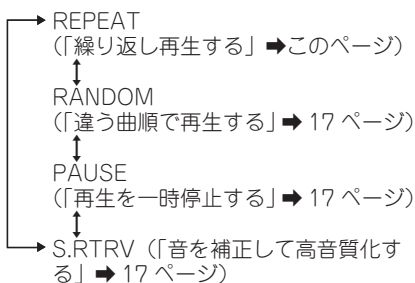 REPEAT
(「繰り返し再生する」➡このページ)
RANDOM
(「違う曲順で再生する」➡ 17 ページ)
PAUSE
(「再生を一時停止する」➡ 17 ページ)
S.RTRV(「音を補正して高音質化す
る」➡ 17 ページ)